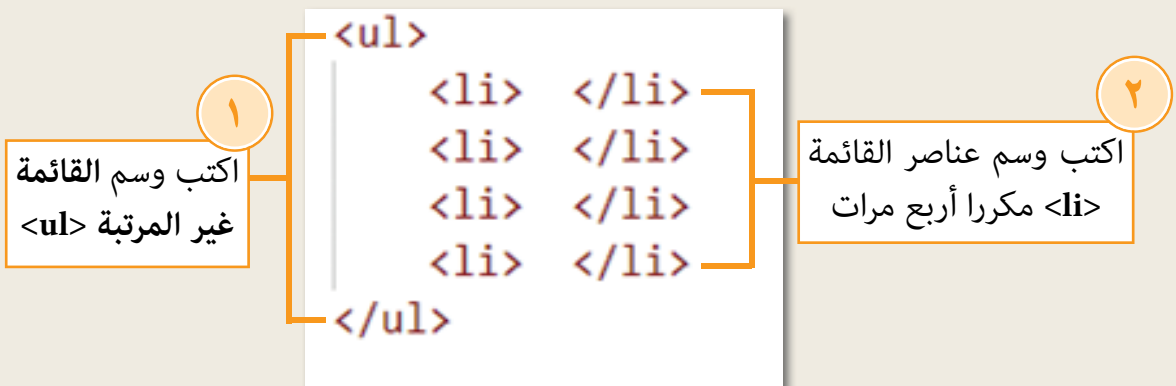 <ul>
<li>  </li>
<li>  </li>
<li>  </li>
<li>  </li>
</ul>
١
اكتب وسم القائمة
غير المرتبة <ul>
٢
اكتب وسم عناصر القائمة
<li> مكررا أربع مرات